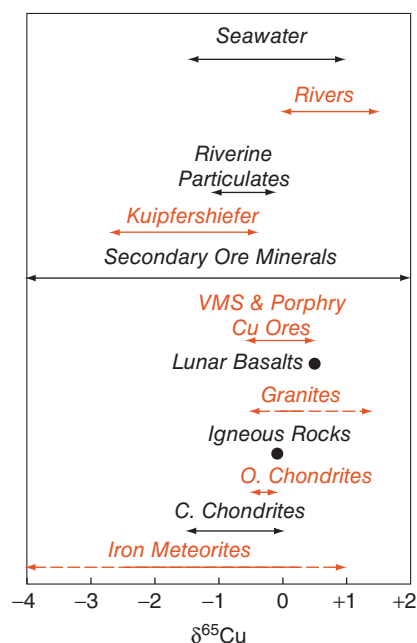 Seawater
Rivers
Riverine
Particulates
Kuipfershiefer
Secondary Ore Minerals
VMS & Porphry
Cu Ores
Lunar Basalts
Granites
Igneous Rocks
O. Chondrites
C. Chondrites
Iron Meteorites
−4 −3 −2 −1 0 +1 +2
δ⁶⁵Cu